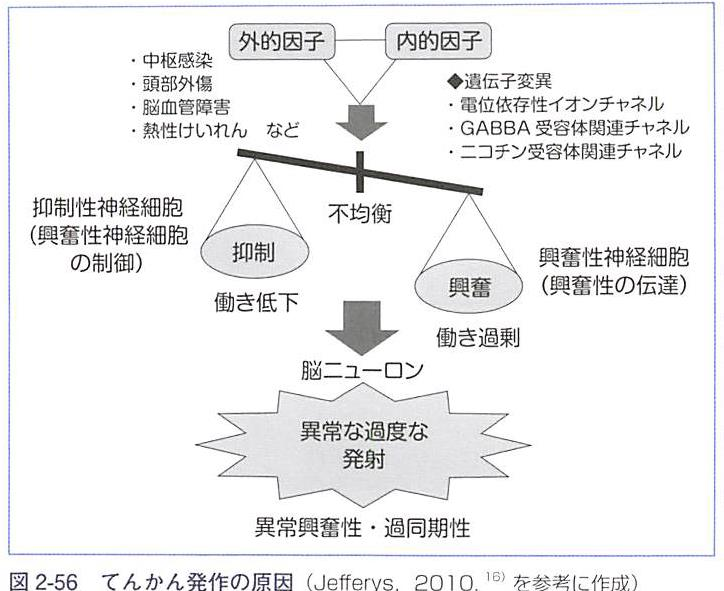 外的因子
内的因子
・中枢感染
・頭部外傷
・脳血管障害
・熱性けいれん　など
◆遺伝子変異
・電位依存性イオンチャネル
・GABBA 受容体関連チャネル
・ニコチン受容体関連チャネル
不均衡
抑制性神経細胞
（興奮性神経細胞
の制御）
抑制
働き低下
興奮
働き過剰
興奮性神経細胞
（興奮性の伝達）
脳ニューロン
異常な過度な
発射
異常興奮性・過同期性
図 2-56　てんかん発作の原因（Jefferys, 2010, 16) を参考に作成）